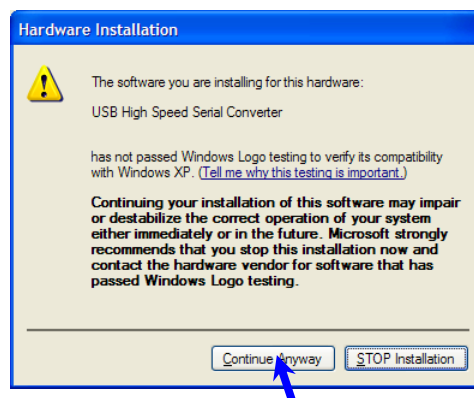 Hardware Installation
The software you are installing for this hardware:
USB High Speed Serial Converter
has not passed Windows Logo testing to verify its compatibility
with Windows XP. (Tell me why this testing is important.)
Continuing your installation of this software may impair
or destabilize the correct operation of your system
either immediately or in the future. Microsoft strongly
recommends that you stop this installation now and
contact the hardware vendor for software that has
passed Windows Logo testing.
Continue Anyway STOP Installation